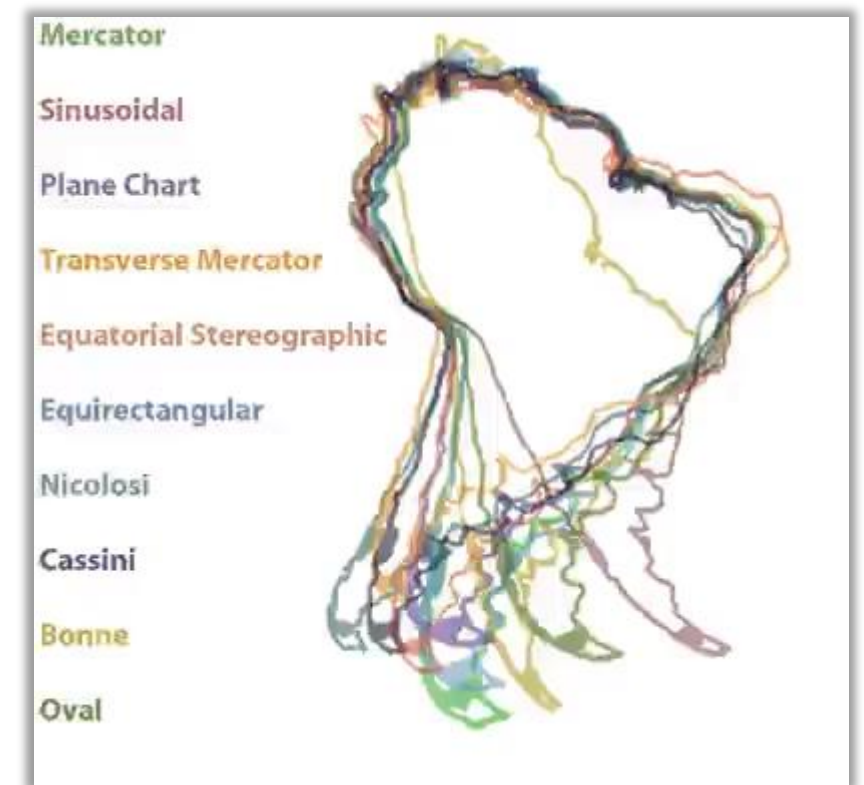 Mercator
Sinusoidal
Plane Chart
Transverse Mercator
Equatorial Stereographic
Equirectangular
Nicolosi
Cassini
Bonne
Oval